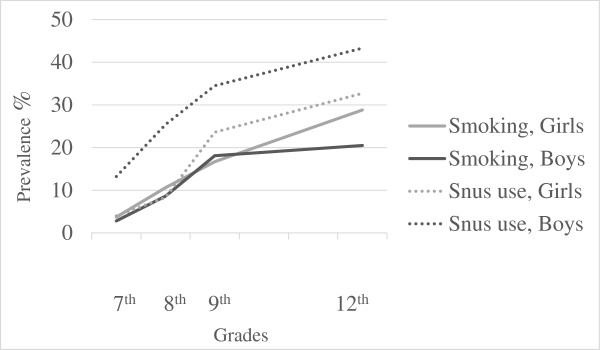 50
40
30
20
10
0
Prevalence %
7th 8th 9th 12th
Grades
Smoking, Girls
Smoking, Boys
Snus use, Girls
Snus use, Boys